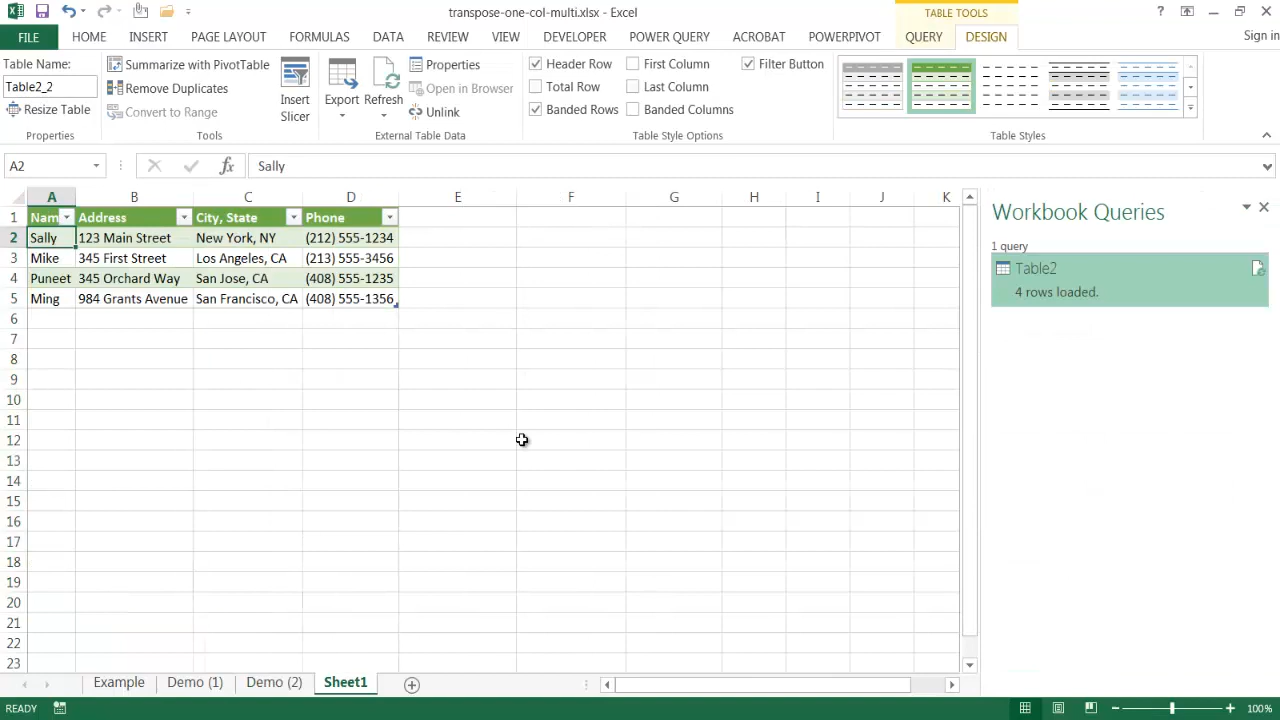 transpose-one-col-multi.xlsx - Excel
TABLE TOOLS
?
FILE HOME INSERT PAGE LAYOUT FORMULAS DATA REVIEW VIEW DEVELOPER POWER QUERY ACROBAT POWERPIVOT QUERY DESIGN Sign in
Table Name:
Table2_2
Resize Table
Properties
Summarize with PivotTable
Remove Duplicates
Convert to Range
Tools
Insert
Slicer
Export
Refresh
Properties
Open in Browser
Unlink
External Table Data
Header Row First Column Filter Button
Total Row Last Column
Banded Rows Banded Columns
Table Style Options
Table Styles
A2 fx Sally
A B C D E F G H I J K
1 Nam Address City, State Phone
2 Sally 123 Main Street New York, NY (212) 555-1234
3 Mike 345 First Street Los Angeles, CA (213) 555-3456
4 Puneet 345 Orchard Way San Jose, CA (408) 555-1235
5 Ming 984 Grants Avenue San Francisco, CA (408) 555-1356
6
7
8
9
10
11
12
13
14
15
16
17
18
19
20
21
22
23
Workbook Queries
1 query
Table2
4 rows loaded.
Example Demo (1) Demo (2) Sheet1
READY 100%